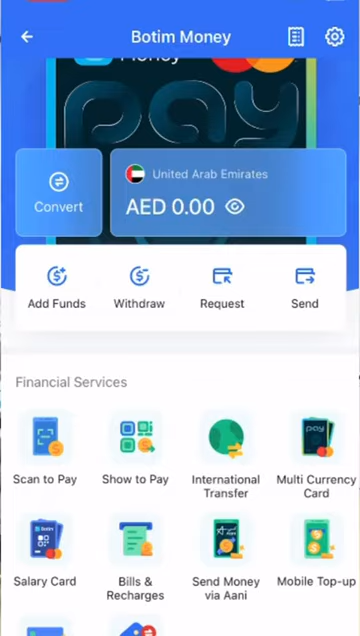 Botim Money
Money
pay
Convert
United Arab Emirates
AED 0.00
Add Funds
Withdraw
Request
Send
Financial Services
Scan to Pay
Show to Pay
International
Transfer
Multi Currency
Card
pay
Salary Card
Bills &
Recharges
Send Money
via Aani
Mobile Top-up